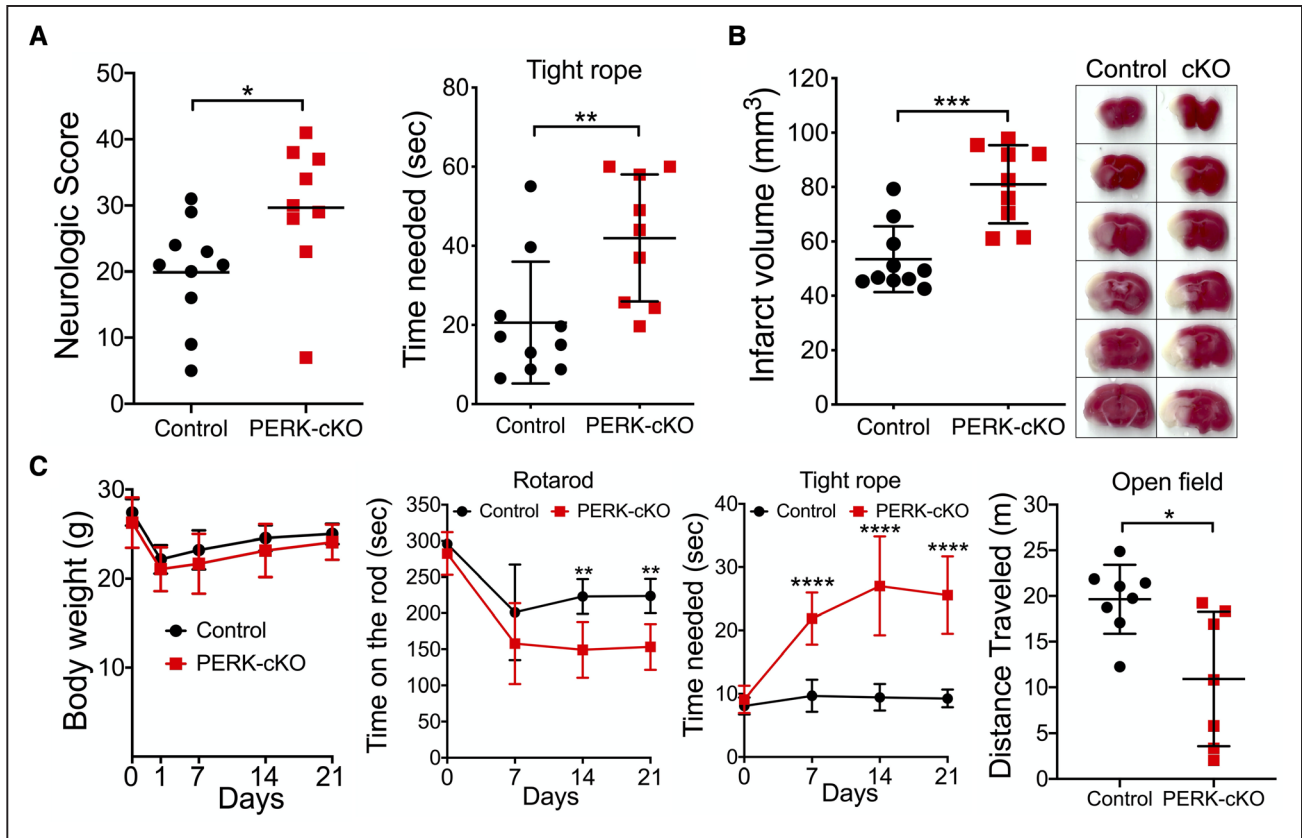 A
50
40
30
20
10
0
Neurologic Score
*
Control
PERK-cKO
Tight rope
80
60
40
20
0
Time needed (sec)
**
Control
PERK-cKO
B
120
100
80
60
40
20
0
Infarct volume (mm³)
***
Control
PERK-cKO
Control cKO
C
30
20
10
Body weight (g)
Control
PERK-cKO
0 1 7 14 21
Days
Rotarod
350
300
250
200
150
100
50
0
Time on the rod (sec)
Control
PERK-cKO
** **
0 7 14 21
Days
Tight rope
40
30
20
10
0
Time needed (sec)
Control
PERK-cKO
****
****
****
0 7 14 21
Days
Open field
30
25
20
15
10
5
0
Distance Traveled (m)
*
Control
PERK-cKO